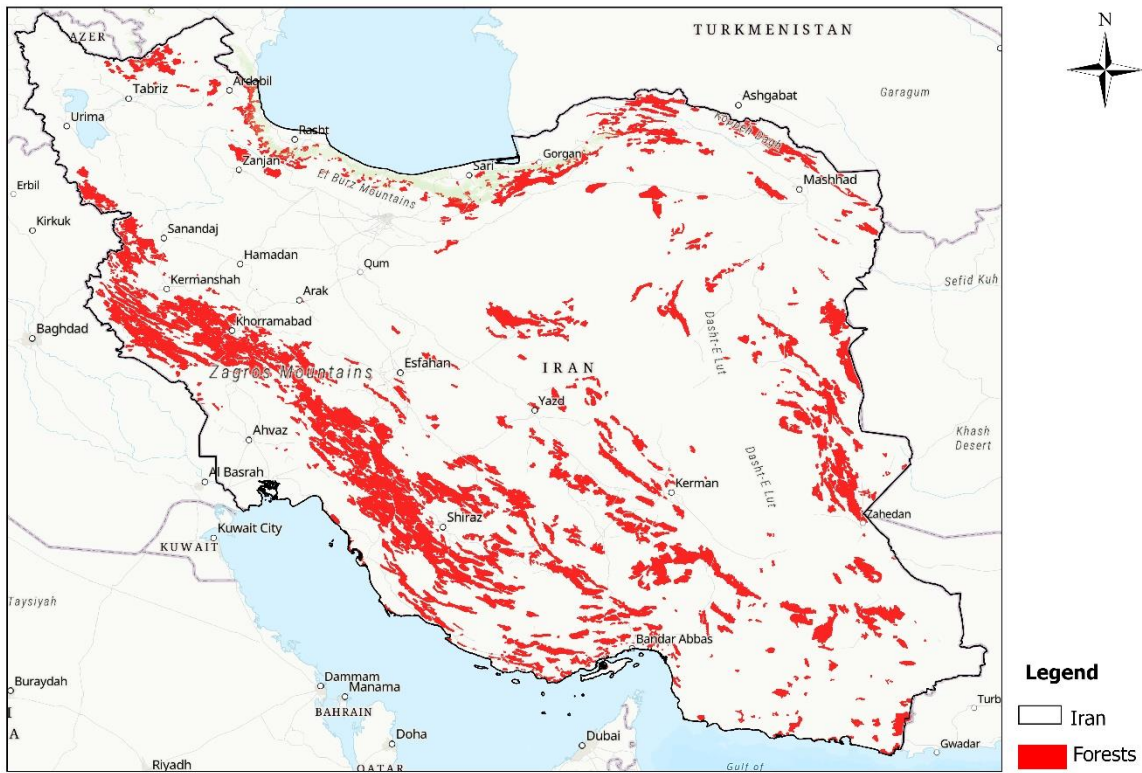 TURKMENISTAN
N
AZER
Ardabil
Tabriz
Ashgabat
Garagum
Urima
Rasht
Koppeh Dagh
Gorgan
Zanjan
Sari
Mashhad
Erbil
El Burz Mountains
Kirkuk
Sanandaj
Hamadan
Qum
Kermanshah
Sefid Kuh
Arak
Khorramabad
Baghdad
Dasht-E Lut
Esfahan
IRAN
Zagros Mountains
Yazd
Ahvaz
Khash
Desert
Dasht-E Lut
Al Basrah
Kerman
Zahedan
Shiraz
Kuwait City
KUWAIT
Taysiyah
Bandar Abbas
Legend
Dammam
Buraydah
Manama
Iran
I
BAHRAIN
Turb
A
Doha
Dubai
Gwadar
Forests
Riyadh
QATAR
Gulf of